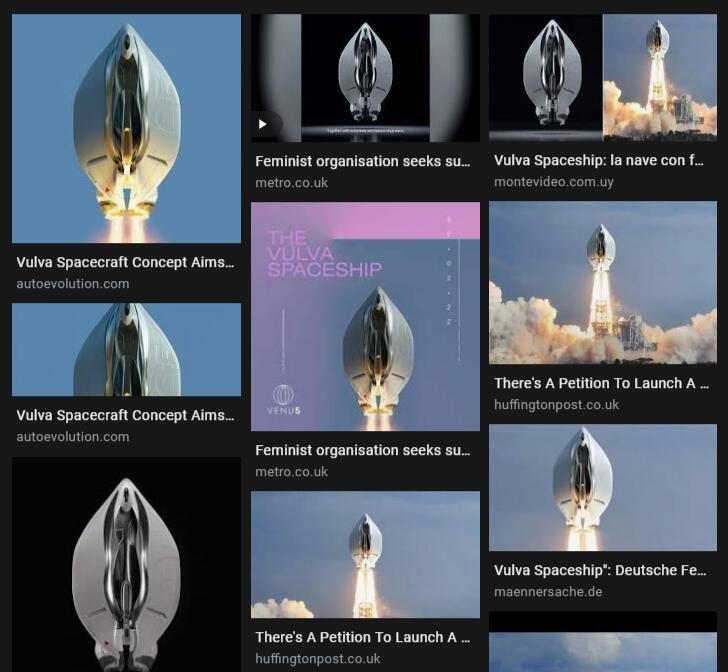 Vulva Spacecraft Concept Aims...
autoevolution.com
Vulva Spacecraft Concept Aims...
autoevolution.com
Together with scientists and space engineers,
Feminist organisation seeks su...
metro.co.uk
THE
VULVA
SPACESHIP
VENU5
Feminist organisation seeks su...
metro.co.uk
There's A Petition To Launch A ...
huffingtonpost.co.uk
Vulva Spaceship: la nave con f...
montevideo.com.uy
There's A Petition To Launch A ...
huffingtonpost.co.uk
Vulva Spaceship": Deutsche Fe...
maennersache.de